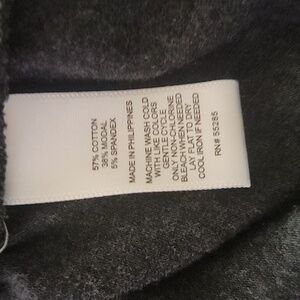 57% COTTON
38% MODAL
5% SPANDEX
MADE IN PHILIPPINES
MACHINE WASH COLD
WITH LIKE COLORS
GENTLE CYCLE
ONLY NON-CHLORINE
BLEACH WHEN NEEDED
LAY FLAT TO DRY
COOL IRON IF NEEDED
RN# 55285